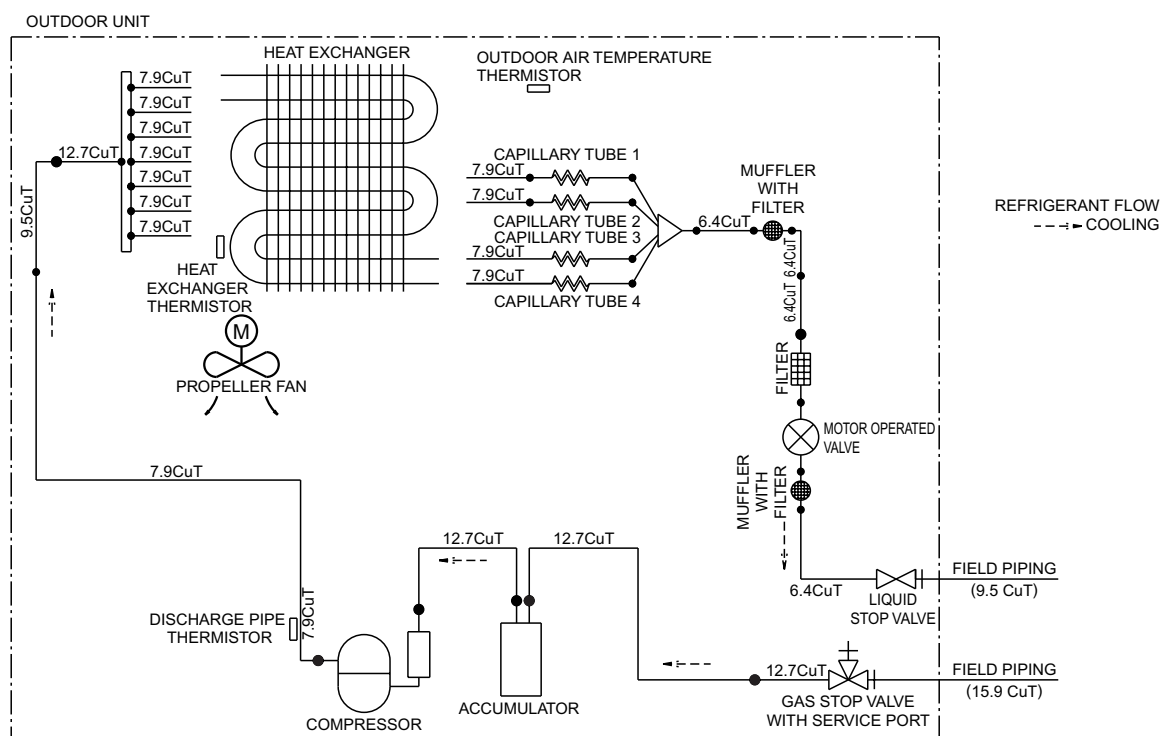 OUTDOOR UNIT
HEAT EXCHANGER
OUTDOOR AIR TEMPERATURE
THERMISTOR
7.9CuT
7.9CuT
7.9CuT
7.9CuT
7.9CuT
7.9CuT
7.9CuT
12.7CuT
9.5CuT
HEAT
EXCHANGER
THERMISTOR
M
PROPELLER FAN
CAPILLARY TUBE 1
7.9CuT
7.9CuT
CAPILLARY TUBE 2
CAPILLARY TUBE 3
7.9CuT
7.9CuT
CAPILLARY TUBE 4
6.4CuT
MUFFLER
WITH
FILTER
6.4CuT
6.4CuT
FILTER
MOTOR OPERATED
VALVE
MUFFLER
WITH
FILTER
REFRIGERANT FLOW
COOLING
7.9CuT
12.7CuT
12.7CuT
6.4CuT
LIQUID
STOP VALVE
FIELD PIPING
(9.5 CuT)
DISCHARGE PIPE
THERMISTOR
7.9CuT
COMPRESSOR
ACCUMULATOR
12.7CuT
GAS STOP VALVE
WITH SERVICE PORT
FIELD PIPING
(15.9 CuT)